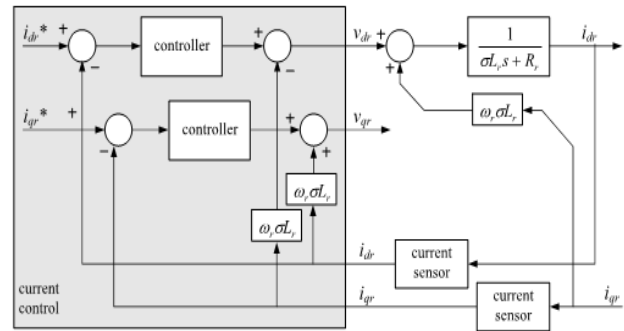 i_dr*
+
−
controller
+
−
v_dr
+
+
1
σL_r s + R_r
i_dr
ω_r σL_r
i_qr*
+
−
controller
+
+
v_qr
ω_r σL_r
ω_r σL_r
i_dr
current
sensor
current
control
i_qr
current
sensor
i_qr